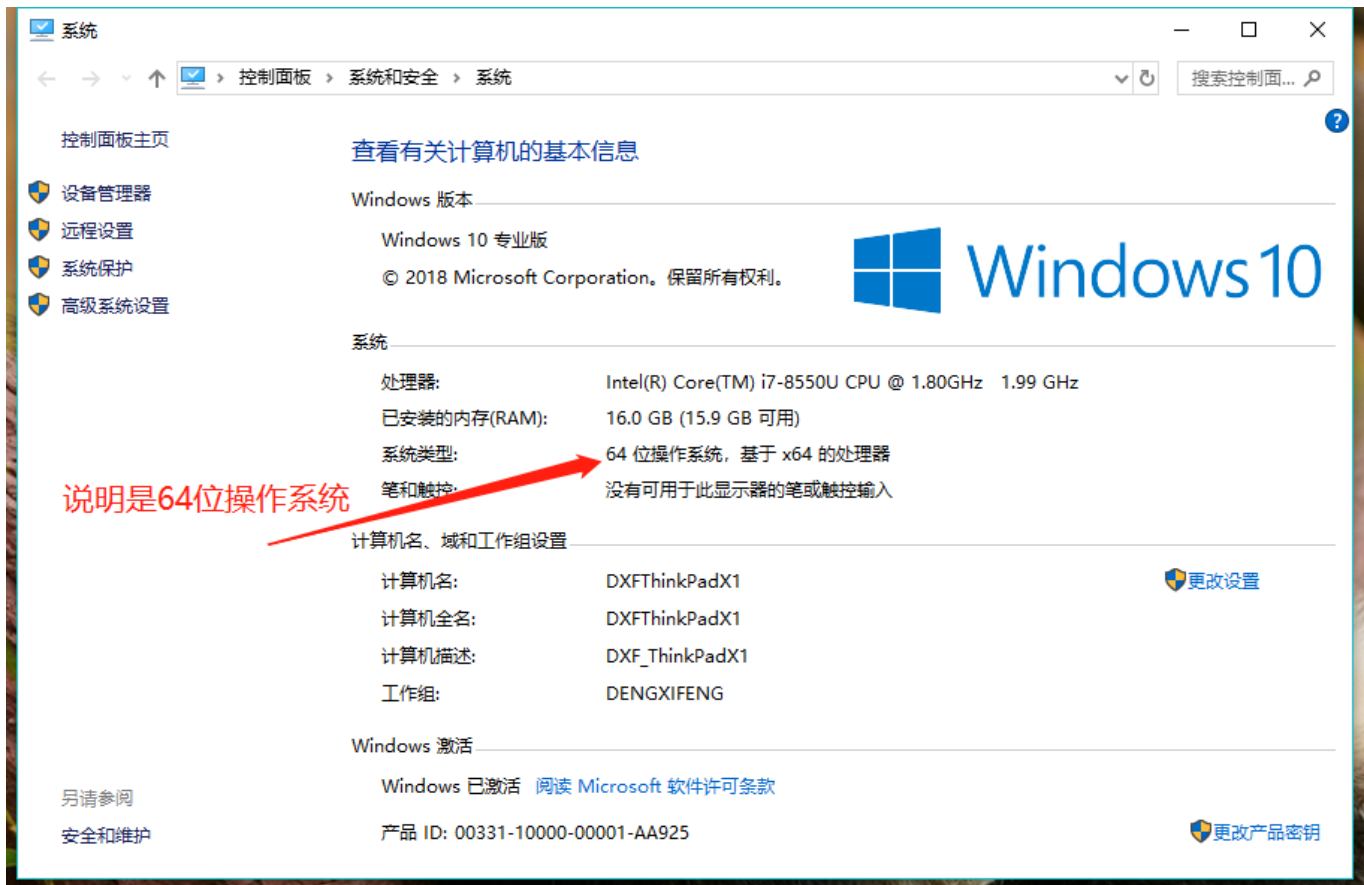 系统
控制面板 › 系统和安全 › 系统
搜索控制面...
?
控制面板主页
设备管理器
远程设置
系统保护
高级系统设置
查看有关计算机的基本信息
Windows 版本
Windows 10 专业版
© 2018 Microsoft Corporation。保留所有权利。
Windows 10
系统
处理器: Intel(R) Core(TM) i7-8550U CPU @ 1.80GHz 1.99 GHz
已安装的内存(RAM): 16.0 GB (15.9 GB 可用)
系统类型: 64 位操作系统，基于 x64 的处理器
笔和触控: 没有可用于此显示器的笔或触控输入
说明是64位操作系统
计算机名、域和工作组设置
计算机名: DXFThinkPadX1 更改设置
计算机全名: DXFThinkPadX1
计算机描述: DXF_ThinkPadX1
工作组: DENGXIFENG
Windows 激活
Windows 已激活 阅读 Microsoft 软件许可条款
产品 ID: 00331-10000-00001-AA925 更改产品密钥
另请参阅
安全和维护